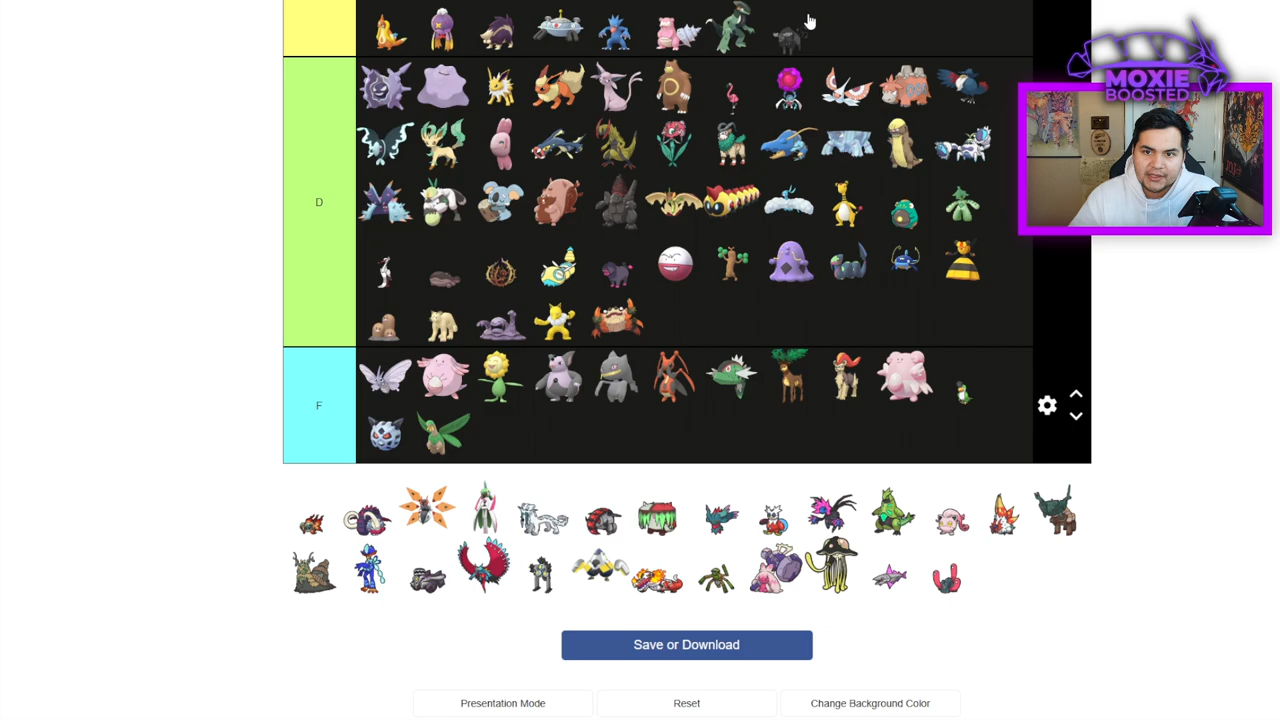 MOXIE
BOOSTED
D
F
Save or Download
Presentation Mode
Reset
Change Background Color